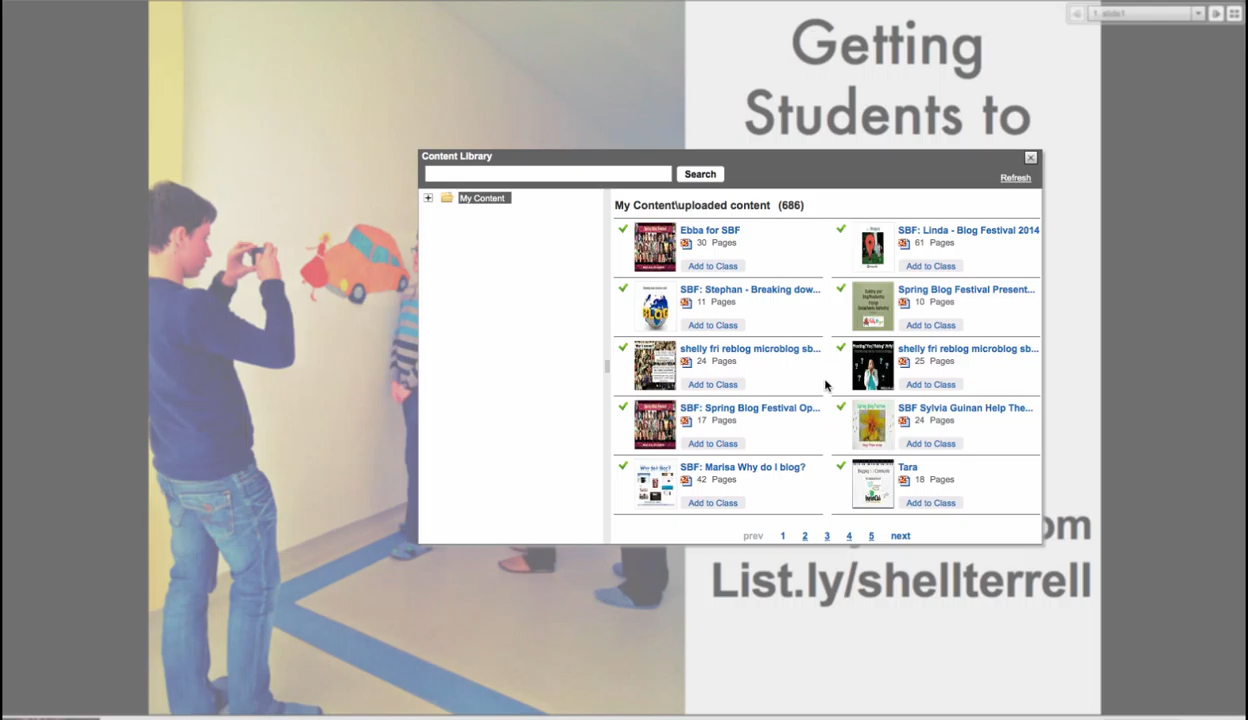 1. slide1
Getting
Students to
Content Library
Search
Refresh
My Content
My Content\uploaded content (686)
Ebba for SBF
30 Pages
Add to Class
SBF: Linda - Blog Festival 2014
61 Pages
Add to Class
SBF: Stephan - Breaking dow...
11 Pages
Add to Class
Spring Blog Festival Present...
10 Pages
Add to Class
shelly fri reblog microblog sb...
24 Pages
Add to Class
shelly fri reblog microblog sb...
25 Pages
Add to Class
SBF: Spring Blog Festival Op...
17 Pages
Add to Class
SBF Sylvia Guinan Help The...
24 Pages
Add to Class
SBF: Marisa Why do I blog?
42 Pages
Add to Class
Tara
18 Pages
Add to Class
prev 1 2 3 4 5 next
om
List.ly/shellterrell